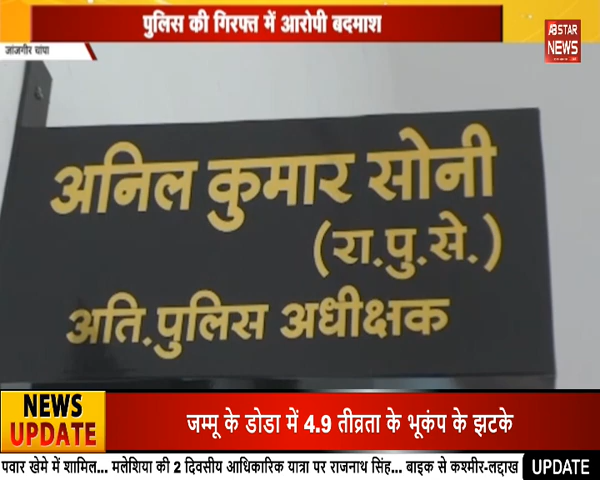 पुलिस की गिरफ्त में आरोपी बदमाश
JB STAR
NEWS
जांजगीर चांपा
अनिल कुमार सोनी
(रा.पु.से.)
अति.पुलिस अधीक्षक
NEWS
UPDATE
जम्मू के डोडा में 4.9 तीव्रता के भूकंप के झटके
पवार खेमे में शामिल... मलेशिया की 2 दिवसीय आधिकारिक यात्रा पर राजनाथ सिंह... बाइक से कश्मीर-लद्दाख
UPDATE